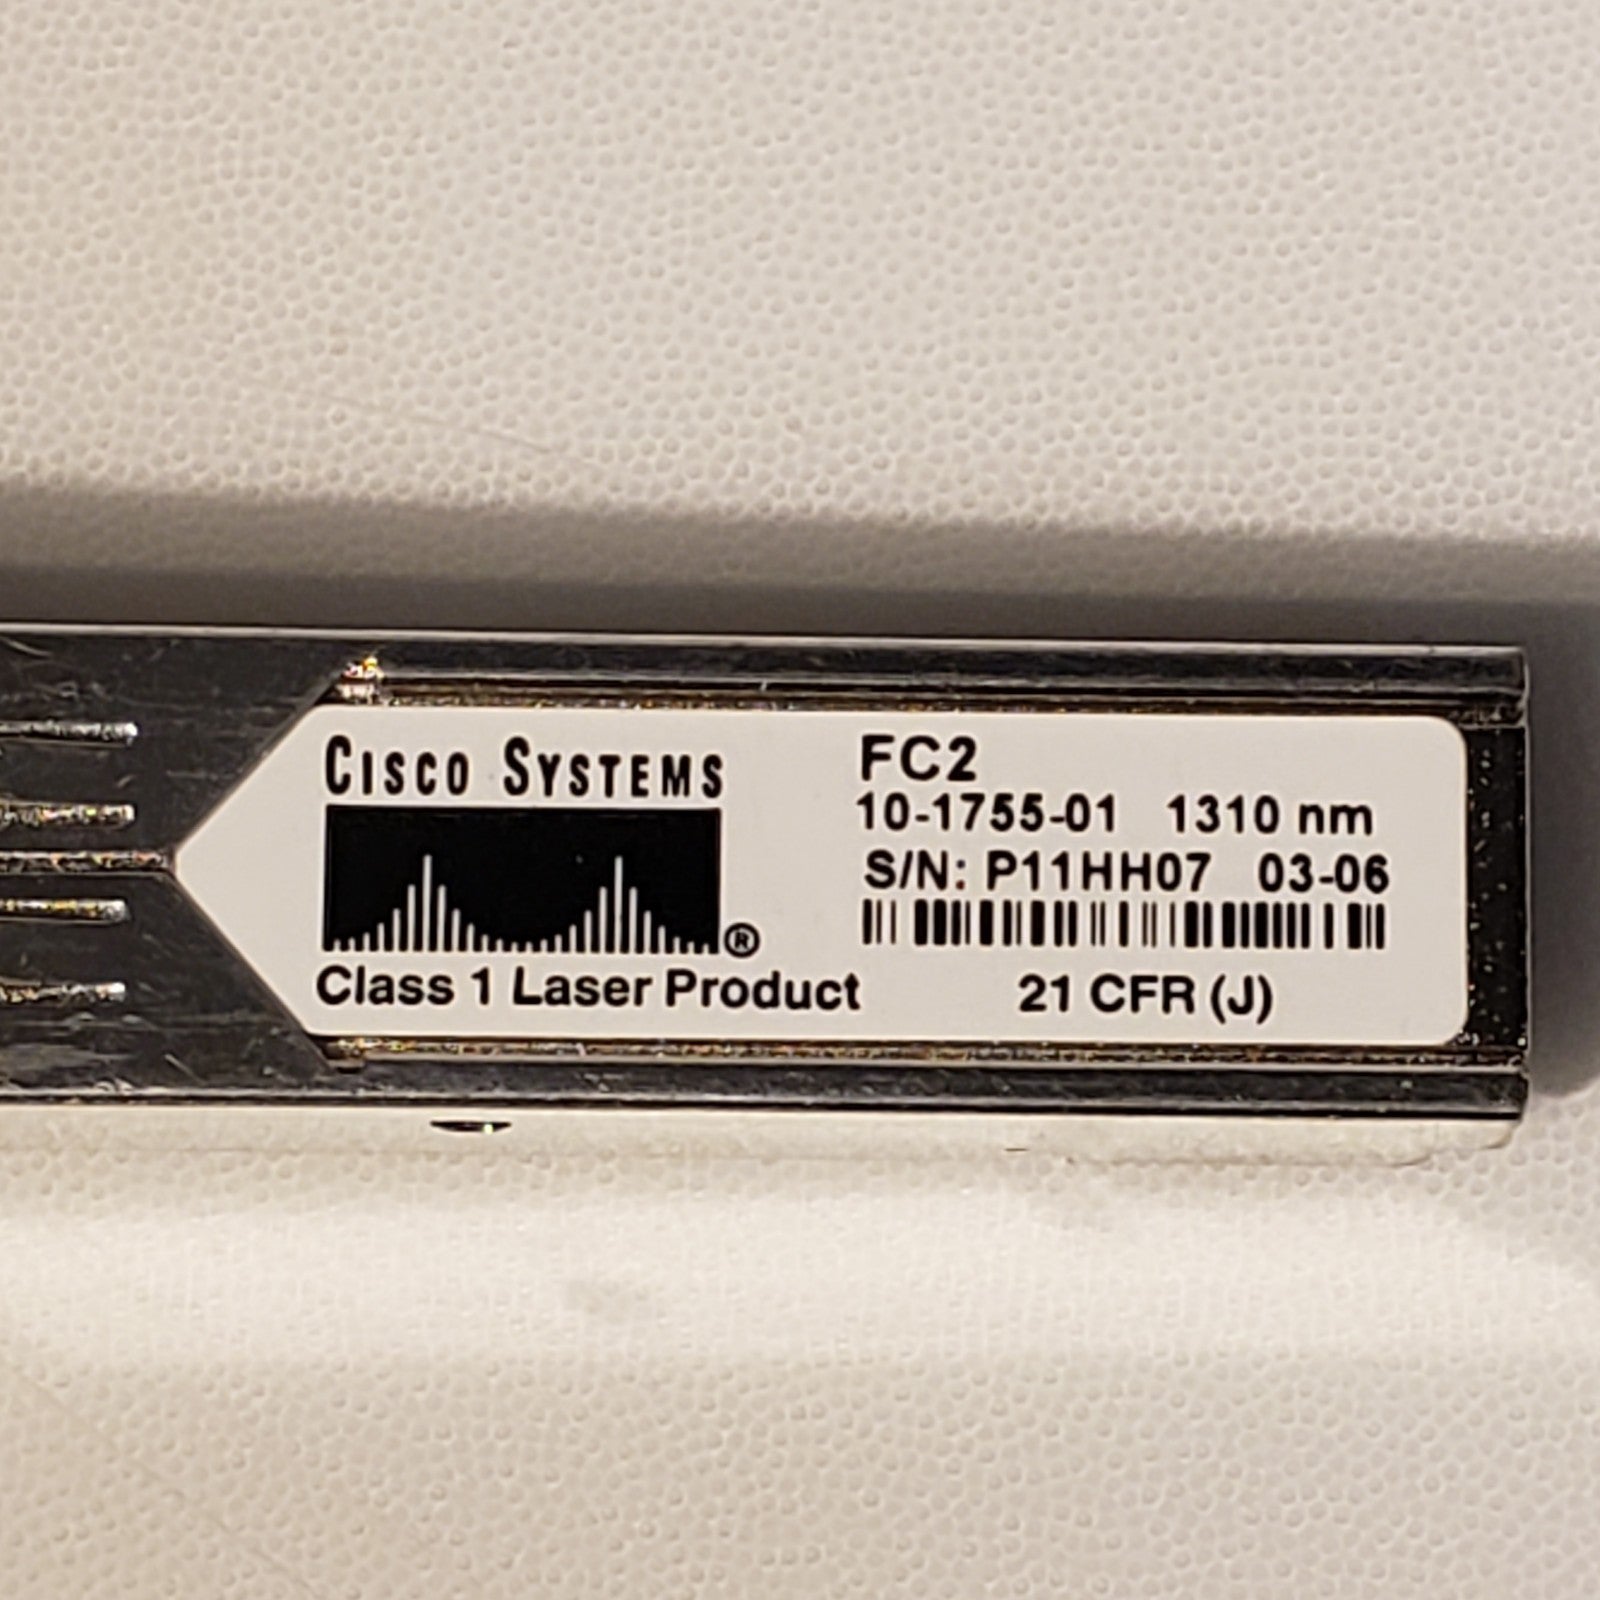 CISCO SYSTEMS
®
Class 1 Laser Product
FC2
10-1755-01 1310 nm
S/N: P11HH07 03-06
21 CFR (J)